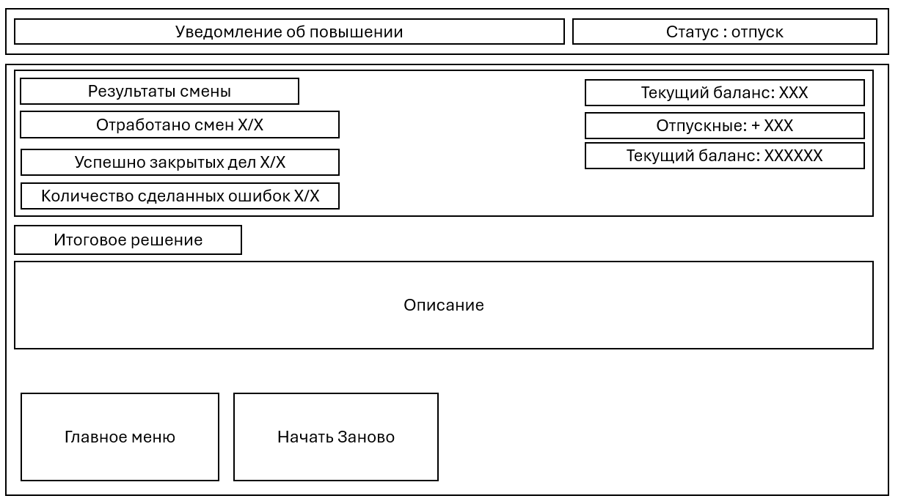 Уведомление об повышении
Статус : отпуск
Результаты смены
Отработано смен X/X
Успешно закрытых дел X/X
Количество сделанных ошибок X/X
Текущий баланс: XXX
Отпускные: + XXX
Текущий баланс: XXXXXX
Итоговое решение
Описание
Главное меню
Начать Заново